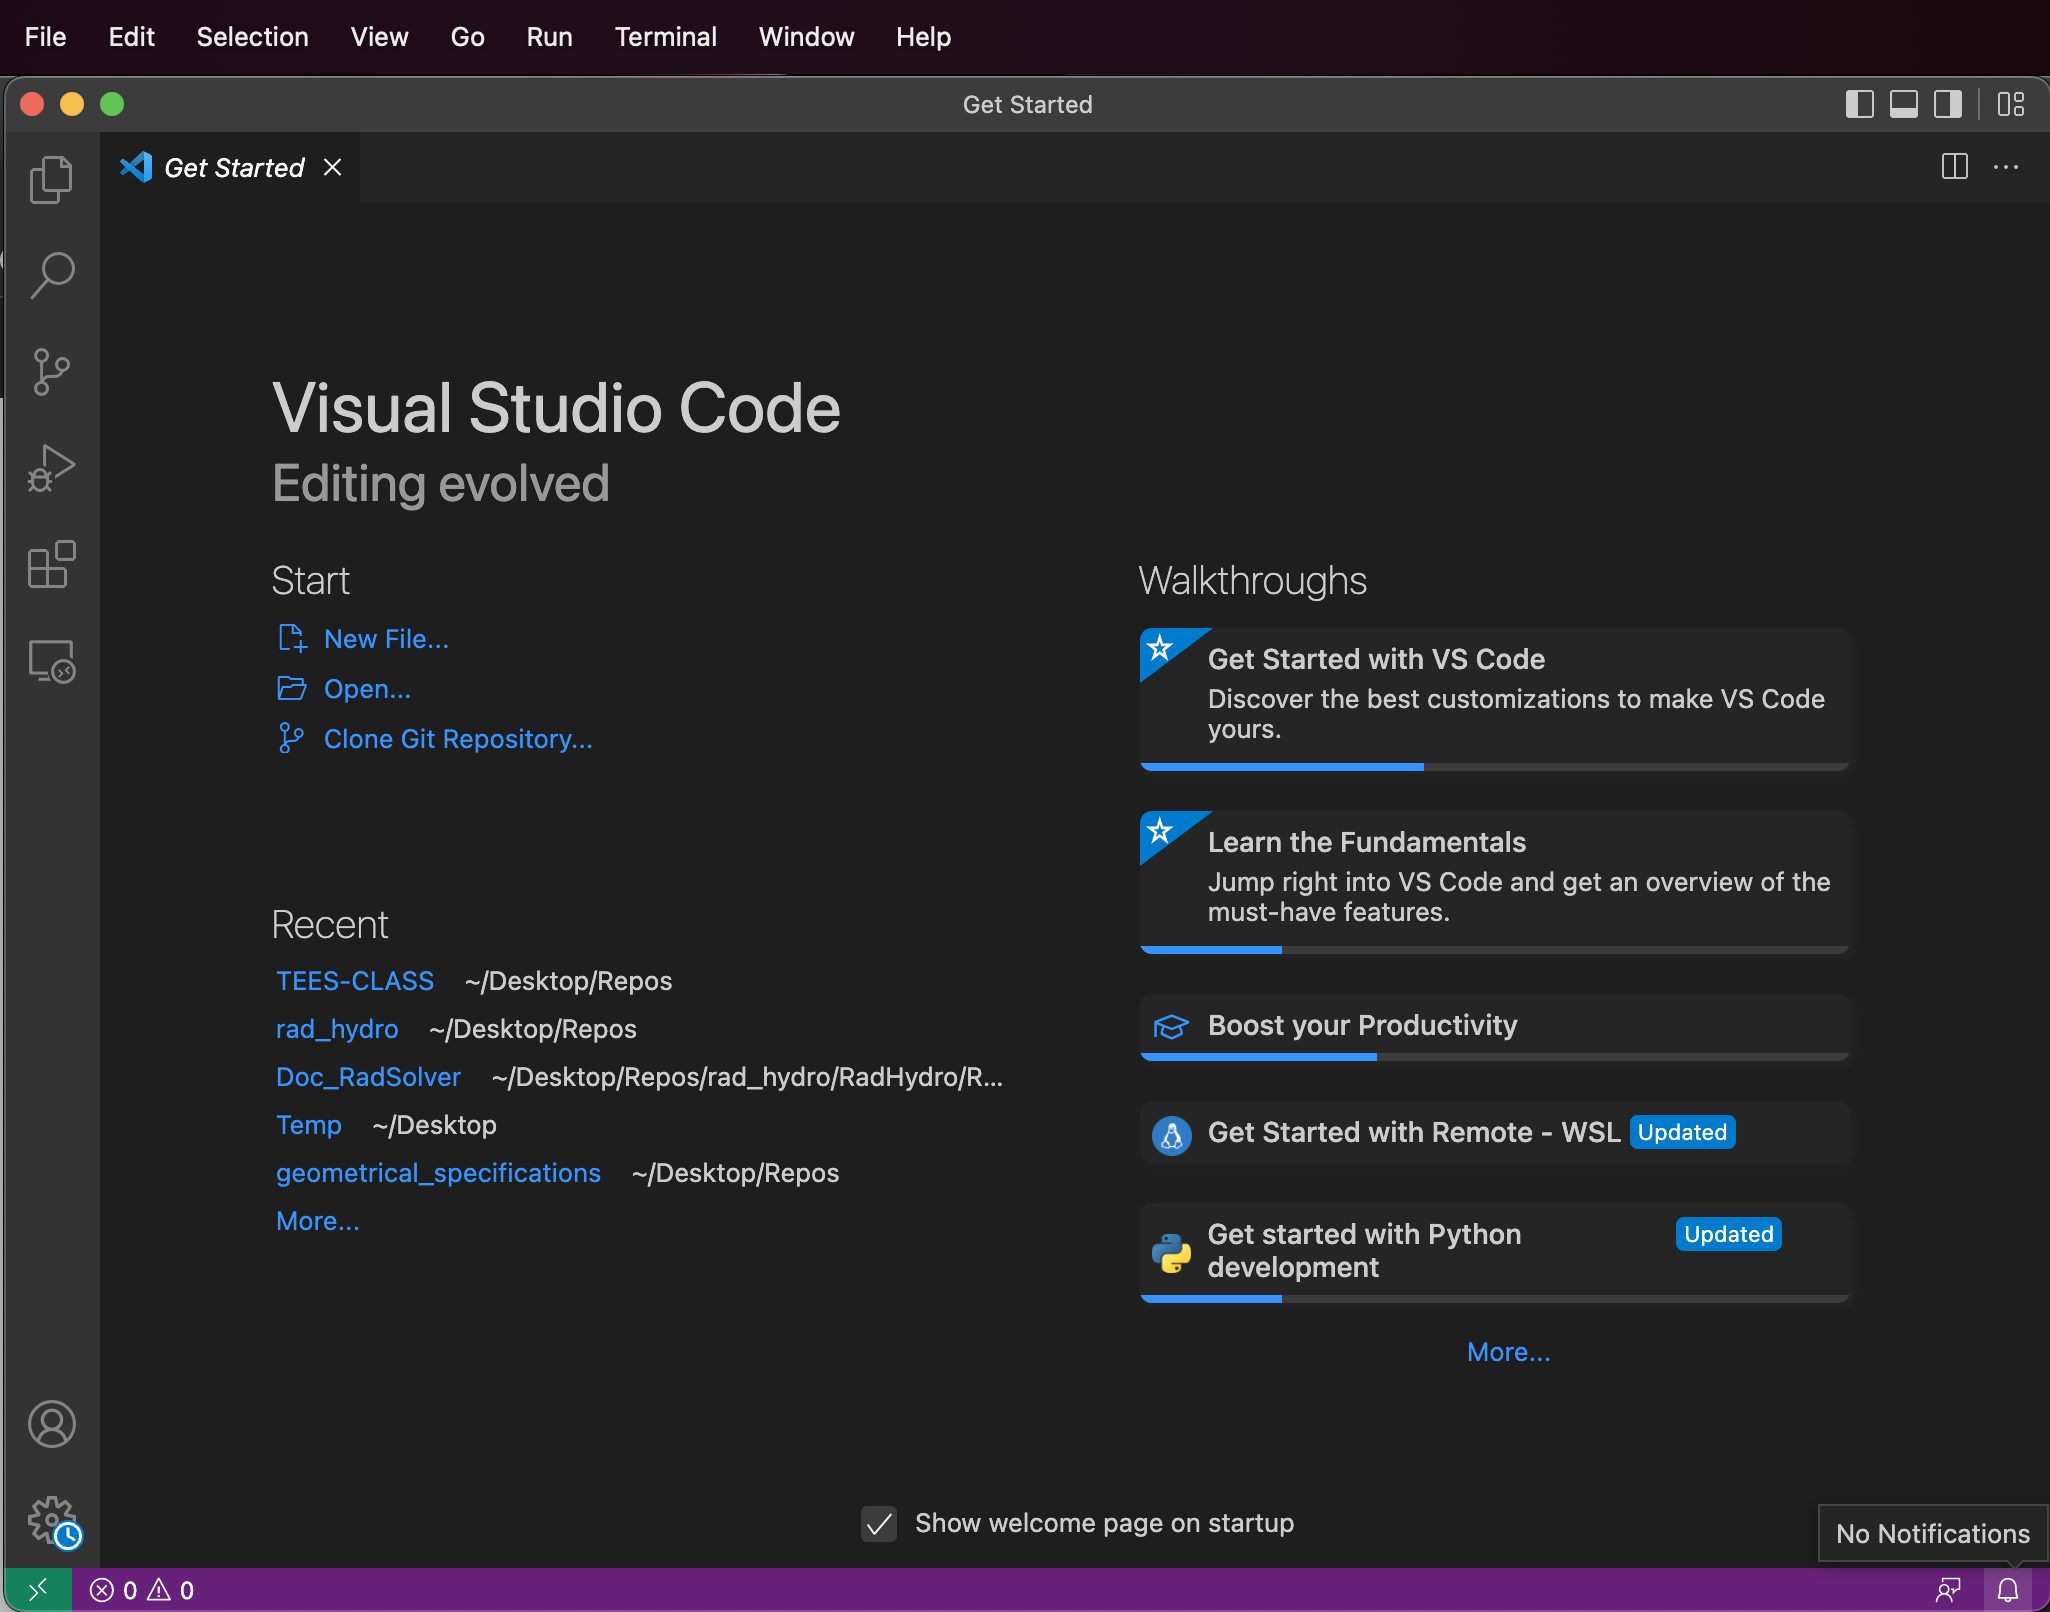 File Edit Selection View Go Run Terminal Window Help
Get Started
Get Started
Visual Studio Code
Editing evolved
Start
New File...
Open...
Clone Git Repository...
Recent
TEES-CLASS ~/Desktop/Repos
rad_hydro ~/Desktop/Repos
Doc_RadSolver ~/Desktop/Repos/rad_hydro/RadHydro/R...
Temp ~/Desktop
geometrical_specifications ~/Desktop/Repos
More...
Walkthroughs
Get Started with VS Code
Discover the best customizations to make VS Code
yours.
Learn the Fundamentals
Jump right into VS Code and get an overview of the
must-have features.
Boost your Productivity
Get Started with Remote - WSL Updated
Get started with Python Updated
development
More...
Show welcome page on startup
No Notifications
0 0